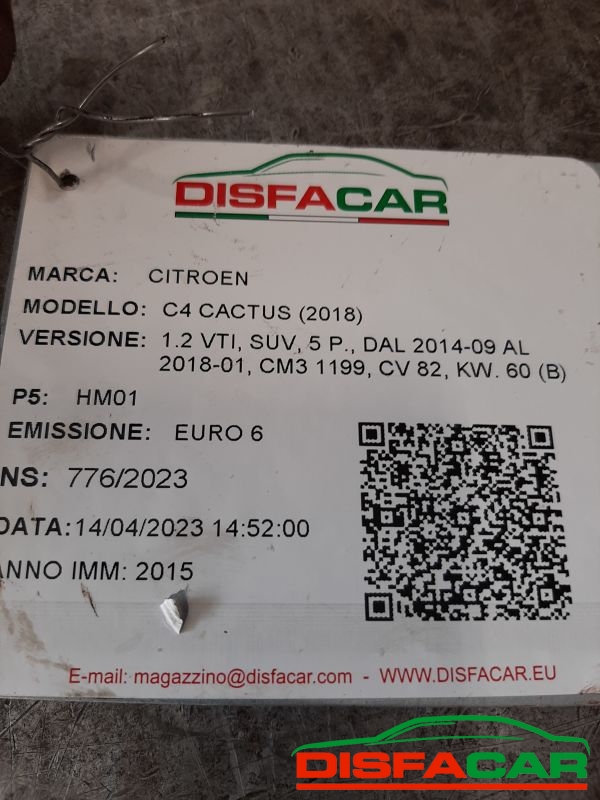 DISFACAR
MARCA: CITROEN
MODELLO: C4 CACTUS (2018)
VERSIONE: 1.2 VTI, SUV, 5 P., DAL 2014-09 AL
2018-01, CM3 1199, CV 82, KW. 60 (B)
P5: HM01
EMISSIONE: EURO 6
NS: 776/2023
DATA:14/04/2023 14:52:00
ANNO IMM: 2015
E-mail: magazzino@disfacar.com - WWW.DISFACAR.EU
DISFACAR